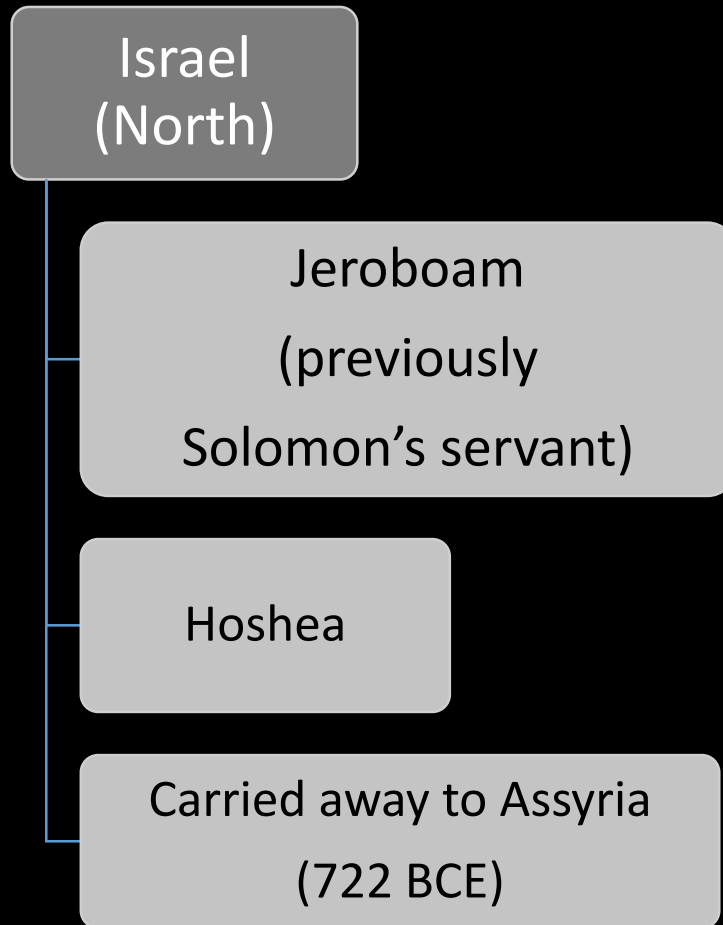 Israel
(North)
Jeroboam
(previously
Solomon’s servant)
Hoshea
Carried away to Assyria
(722 BCE)